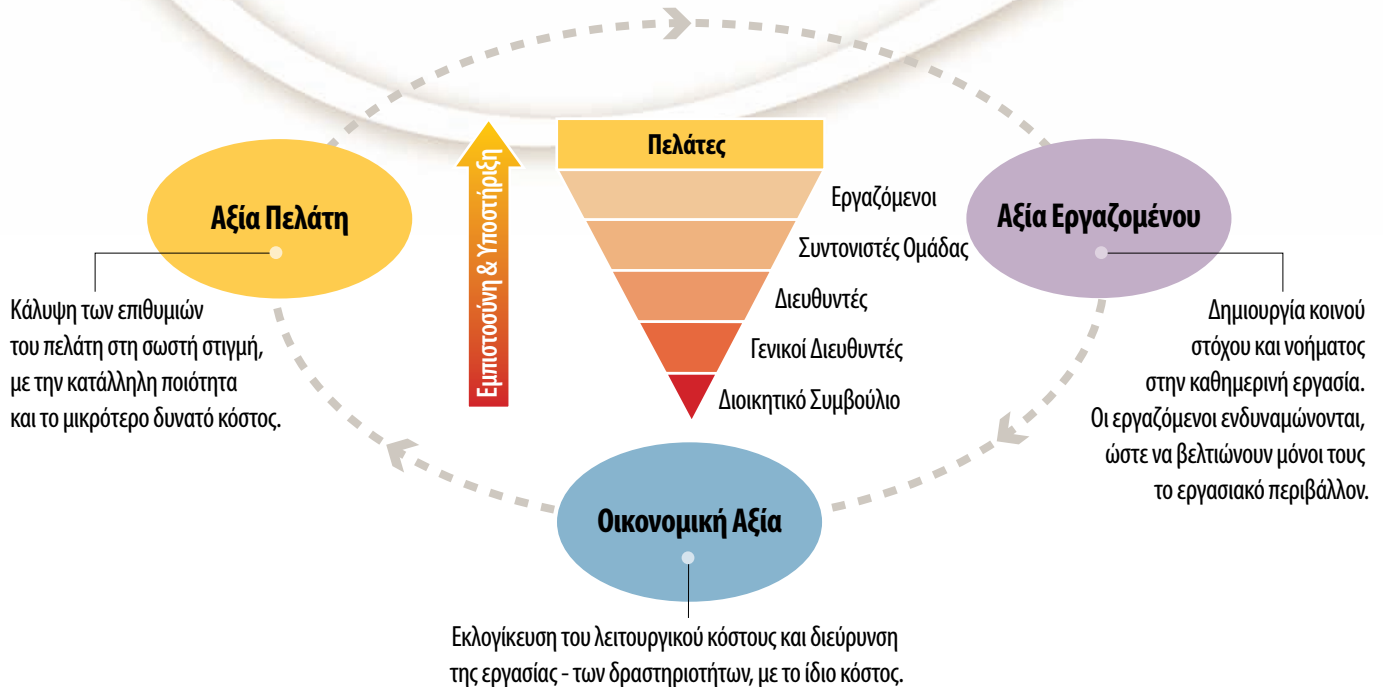 Πελάτες
Εμπιστοσύνη & Υποστήριξη
Εργαζόμενοι
Συντονιστές Ομάδας
Διευθυντές
Γενικοί Διευθυντές
Διοικητικό Συμβούλιο
Αξία Πελάτη
Κάλυψη των επιθυμιών
του πελάτη στη σωστή στιγμή,
με την κατάλληλη ποιότητα
και το μικρότερο δυνατό κόστος.
Αξία Εργαζομένου
Δημιουργία κοινού
στόχου και νοήματος
στην καθημερινή εργασία.
Οι εργαζόμενοι ενδυναμώνονται,
ώστε να βελτιώνουν μόνοι τους
το εργασιακό περιβάλλον.
Οικονομική Αξία
Εκλογίκευση του λειτουργικού κόστους και διεύρυνση
της εργασίας - των δραστηριοτήτων, με το ίδιο κόστος.